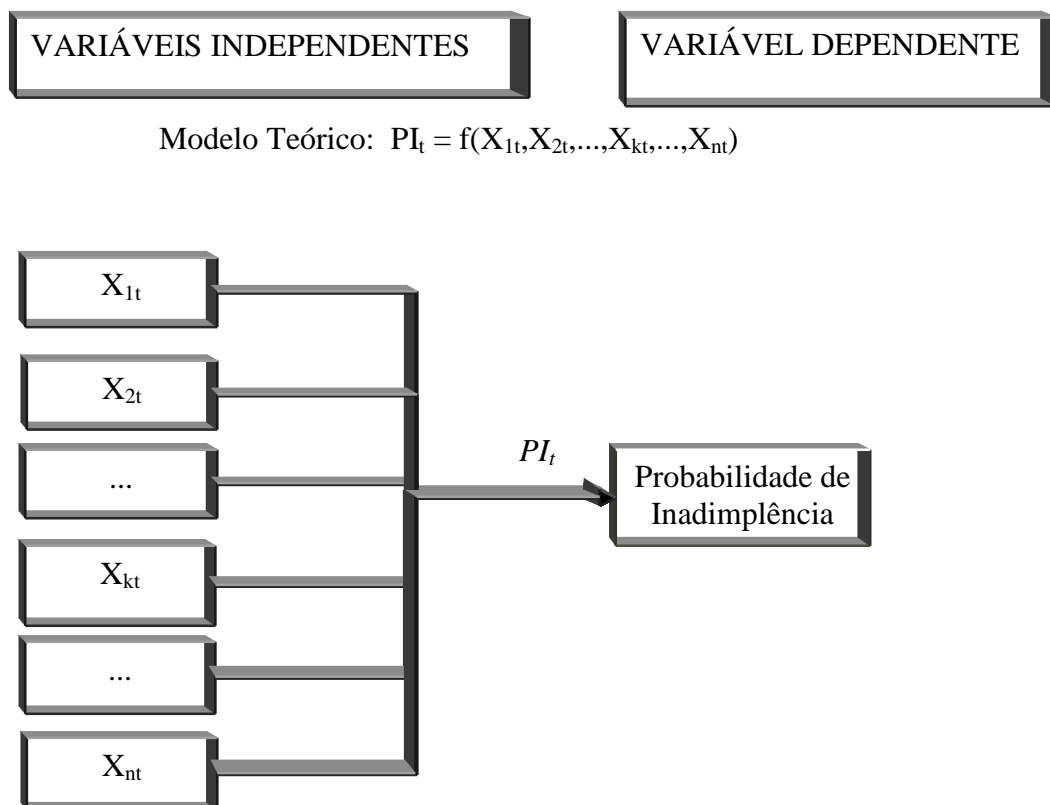 VARIÁVEIS INDEPENDENTES
VARIÁVEL DEPENDENTE
Modelo Teórico: PIt = f(X1t,X2t,...,Xkt,...,Xnt)
X1t
X2t
...
Xkt
...
Xnt
PIt
Probabilidade de
Inadimplência